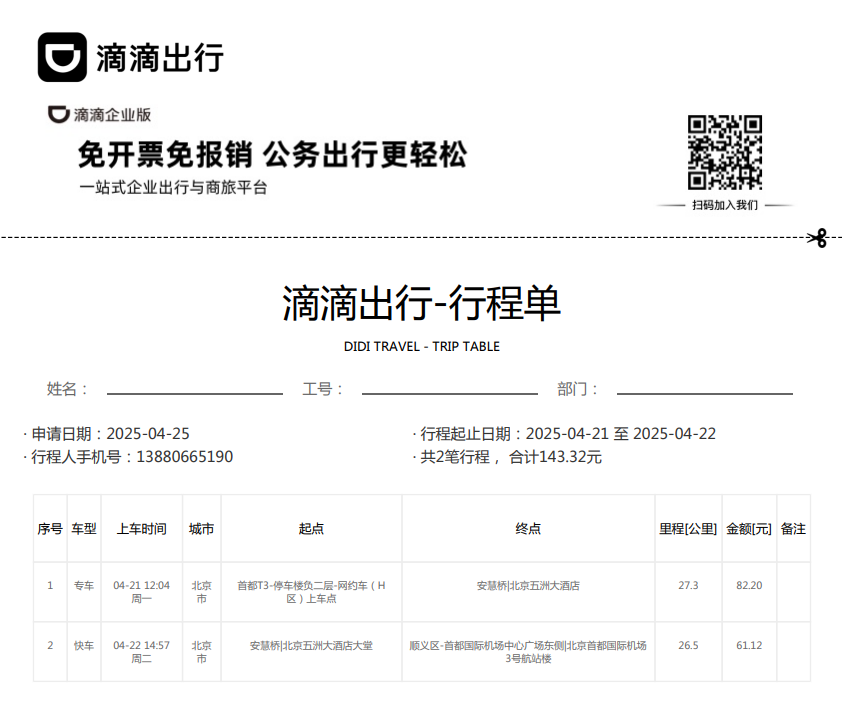 滴滴出行
滴滴企业版
免开票免报销 公务出行更轻松
一站式企业出行与商旅平台
扫码加入我们
滴滴出行-行程单
DIDI TRAVEL - TRIP TABLE
姓名： 工号： 部门：
· 申请日期：2025-04-25 · 行程起止日期：2025-04-21 至 2025-04-22
· 行程人手机号：13880665190 · 共2笔行程， 合计143.32元
序号 车型 上车时间 城市 起点 终点 里程[公里] 金额[元] 备注
1 专车 04-21 12:04 北京 首都T3-停车楼负二层-网约车（H 安慧桥|北京五洲大酒店 27.3 82.20
周一 市 区）上车点
2 快车 04-22 14:57 北京 安慧桥|北京五洲大酒店大堂 顺义区-首都国际机场中心广场东侧|北京首都国际机场 26.5 61.12
周二 市 3号航站楼